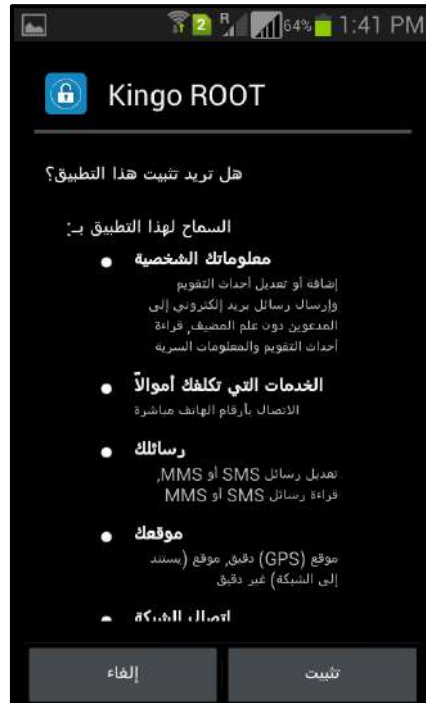 2 R 64% 1:41 PM
Kingo ROOT
هل تريد تثبيت هذا التطبيق؟
السماح لهذا التطبيق بـ:
معلوماتك الشخصية
إضافة أو تعديل أحداث التقويم
وإرسال رسائل بريد إلكتروني إلى
المدعوين دون علم المضيف, قراءة
أحداث التقويم والمعلومات السرية
الخدمات التي تكلفك أموالاً
الاتصال بأرقام الهاتف مباشرة
رسائلك
تعديل رسائل SMS أو MMS,
قراءة رسائل SMS أو MMS
موقعك
موقع (GPS) دقيق, موقع (يستند
إلى الشبكة) غير دقيق
اتصال الشبكة
إلغاء
تثبيت